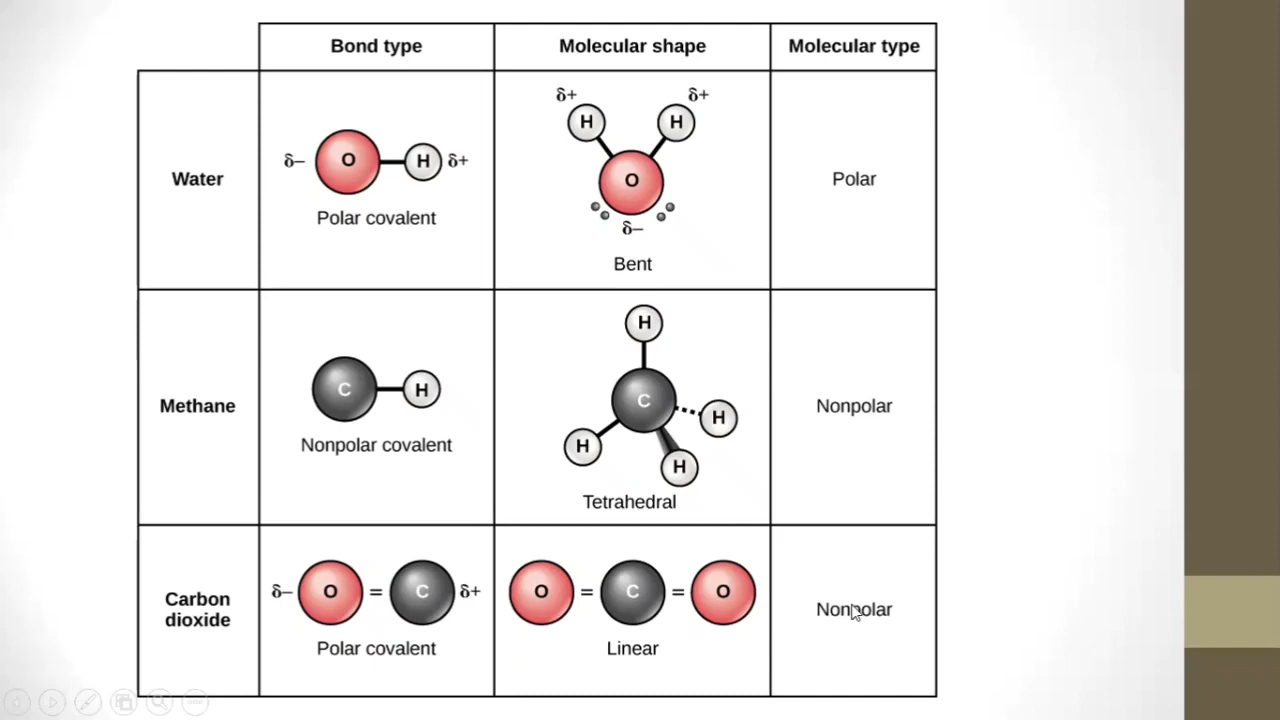 Bond type Molecular shape Molecular type
Water
δ– O H δ+
Polar covalent
δ+ δ+
H H
O
δ–
Bent
Polar
Methane
C H
Nonpolar covalent
H
C
H
H
H
Tetrahedral
Nonpolar
Carbon
dioxide
δ– O = C δ+
Polar covalent
O = C = O
Linear
Nonpolar